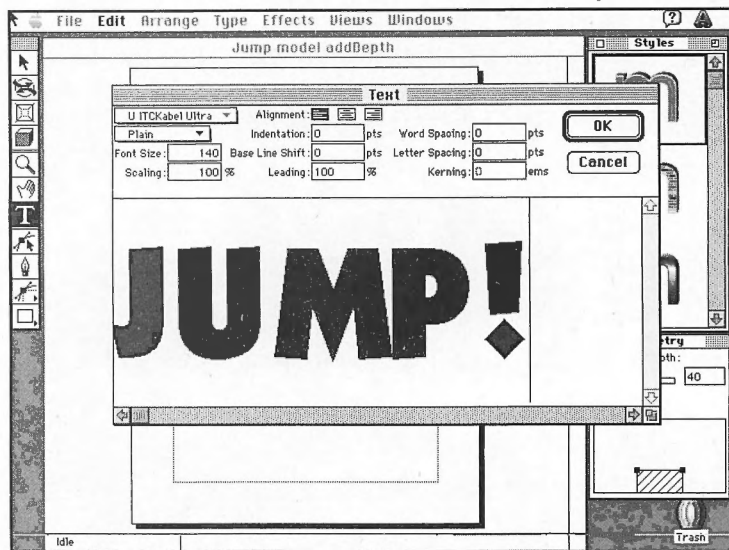 File Edit Arrange Type Effects Views Windows
Jump model addDepth
Styles
Text
U ITCKabel Ultra Alignment:
Plain Indentation: 0 pts Word Spacing: 0 pts
Font Size: 140 Base Line Shift: 0 pts Letter Spacing: 0 pts
Scaling: 100 % Leading: 100 % Kerning: 0 ems
OK
Cancel
T
JUMP!
m
etry
pth:
40
Idle
Trash